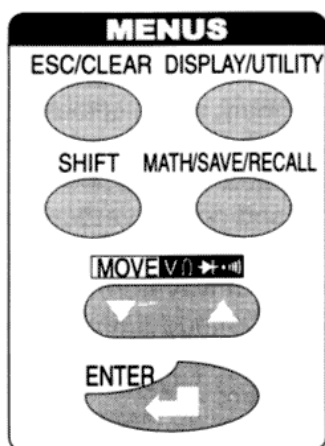 MENUS
ESC/CLEAR DISPLAY/UTILITY
SHIFT MATH/SAVE/RECALL
MOVE V Ω
ENTER